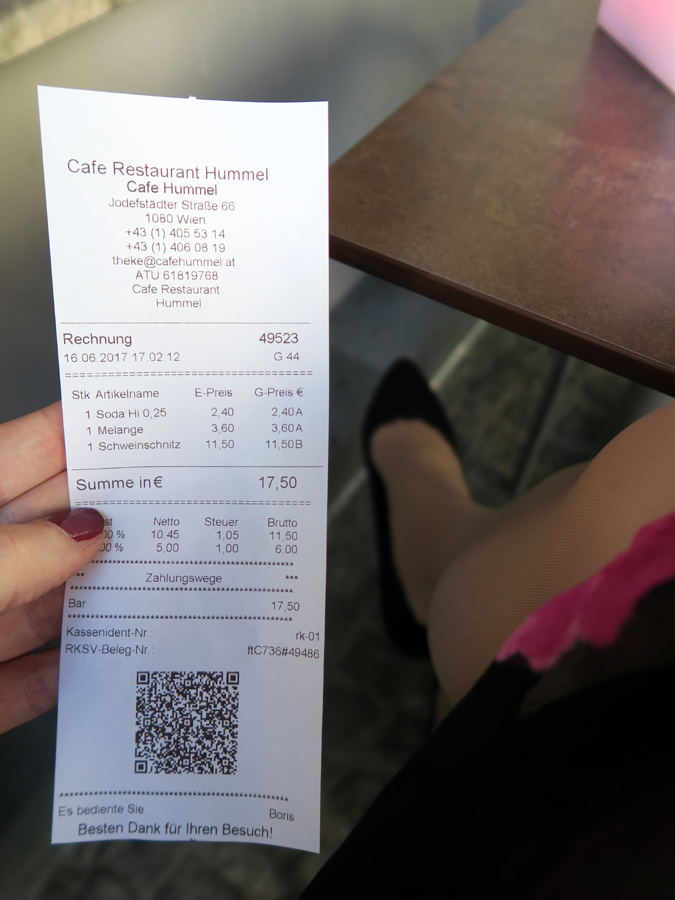 Cafe Restaurant Hummel
Cafe Hummel
Jodefstädter Straße 66
1080 Wien
+43 (1) 405 53 14
+43 (1) 406 08 19
theke@cafehummel.at
ATU 61819768
Cafe Restaurant
Hummel
Rechnung 49523
16 06 2017 17:02:12 G 44
Stk Artikelname E-Preis G-Preis €
1 Soda Hi 0,25 2,40 2,40A
1 Melange 3,60 3,60A
1 Schweinschnitz 11,50 11,50B
Summe in € 17,50
Netto Steuer Brutto
10,45 1,05 11,50
5,00 1,00 6,00
Zahlungswege ***
Bar 17,50
Kassenident-Nr.: rk-01
RKSV-Beleg-Nr.: ftC736#49486
Es bediente Sie: Boris
Besten Dank für Ihren Besuch!